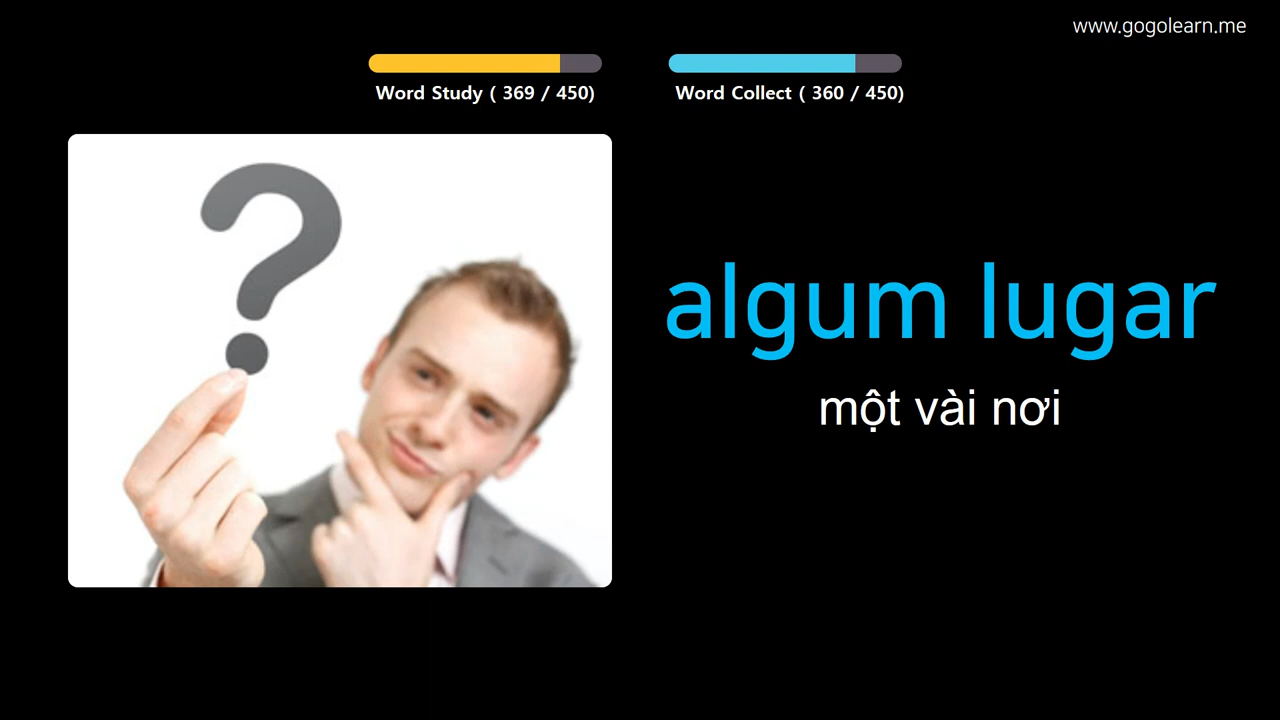 www.gogolearn.me
Word Study ( 369 / 450)
Word Collect ( 360 / 450)
algum lugar
một vài nơi